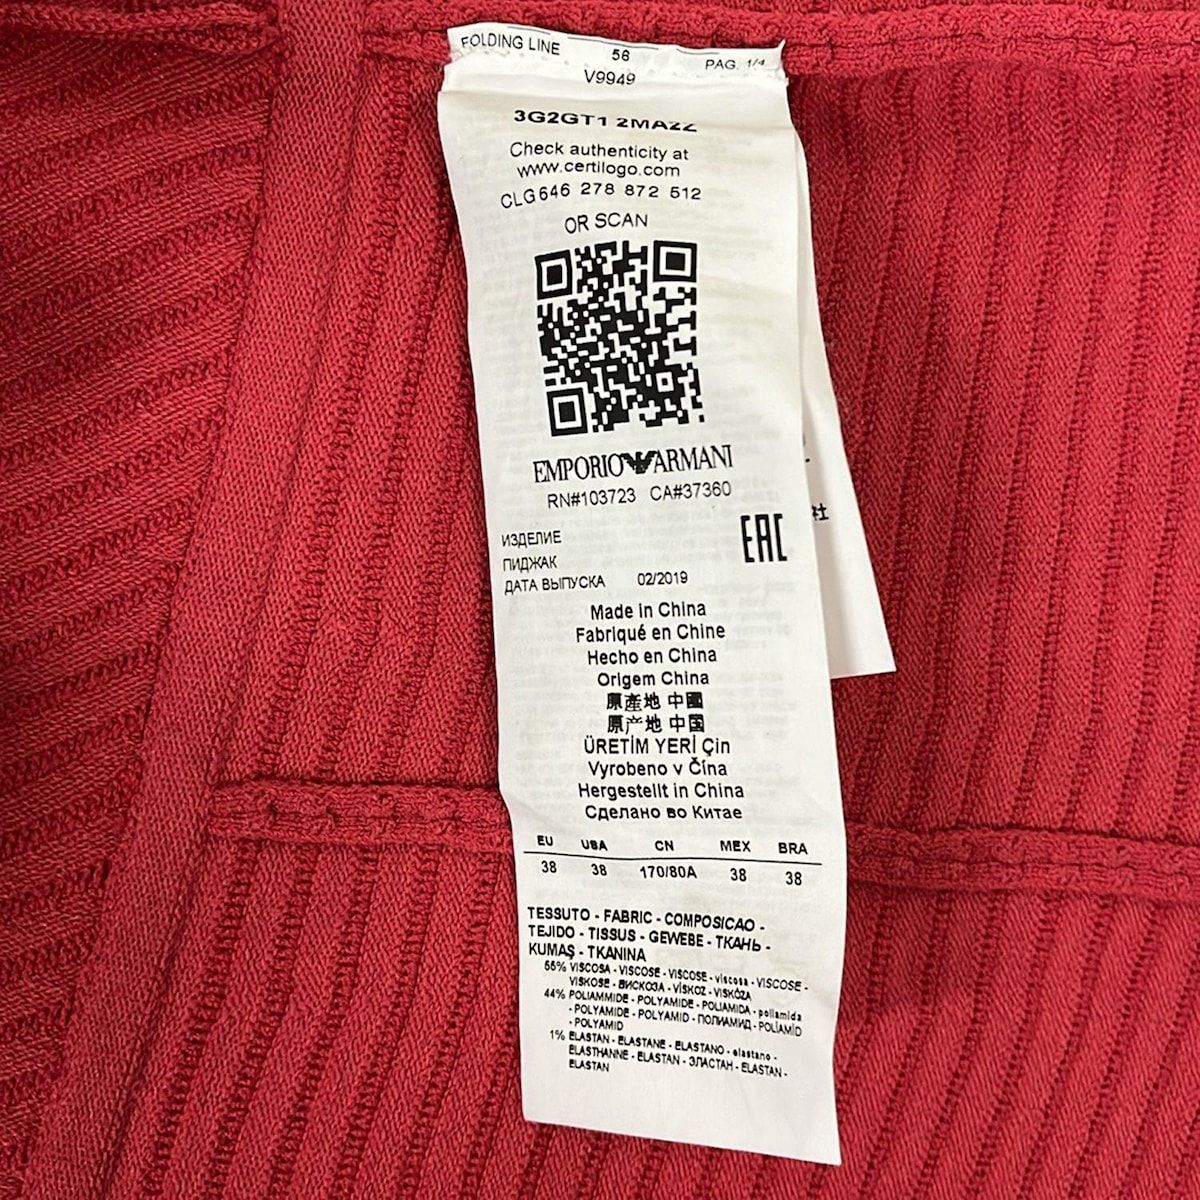 FOLDING LINE 58 PAG. 1/4
V9949
3G2GT1 2MA2Z
Check authenticity at
www.certilogo.com
CLG646 278 872 512
OR SCAN
EMPORIO ARMANI
RN#103723 CA#37360
EAC
ИЗДЕЛИЕ
ПИДЖАК
ДАТА ВЫПУСКА 02/2019
Made in China
Fabriqué en Chine
Hecho en China
Origem China
原產地 中國
原产地 中国
ÜRETİM YERİ Çin
Vyrobeno v Čína
Hergestellt in China
Сделано во Китае
EU USA CN MEX BRA
38 38 170/80A 38 38
TESSUTO - FABRIC - COMPOSICAO -
TEJIDO - TISSUS - GEWEBE - ТКАНЬ -
KUMAŞ - TKANINA
55% VISCOSA - VISCOSE - VISCOSE - viscosa - VISCOSE -
VISKOSE - ВИСКОЗА - VİSKOZ - VISKÓZA
44% POLIAMMIDE - POLYAMIDE - POLIAMIDA - poliamida
- POLYAMIDE - POLYAMID - ПОЛИАМИД - POLİAMİD
- POLYAMID
1% ELASTAN - ELASTANE - ELASTANO - elastano -
ELASTHANNE - ELASTAN - ЭЛАСТАН - ELASTAN -
ELASTAN
社